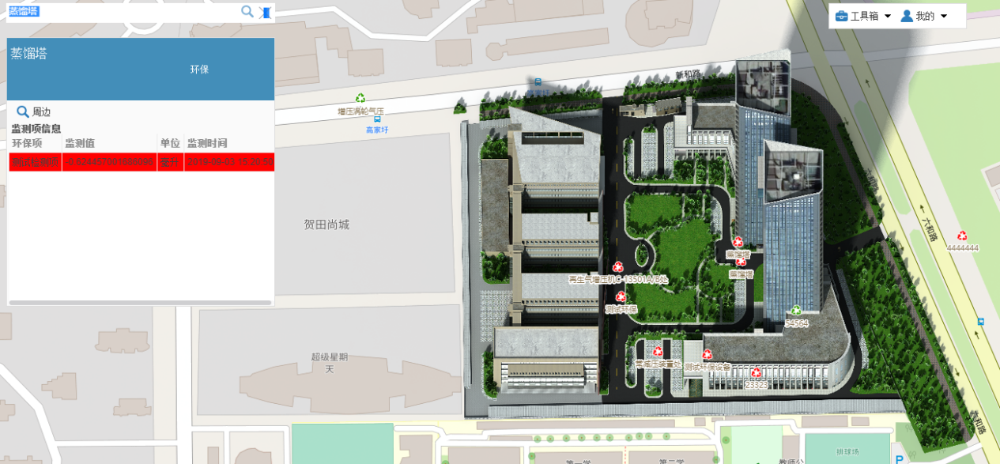 蒸馏塔
工具箱
我的
蒸馏塔
环保
周边
监测项信息
环保项 监测值 单位 监测时间
2019-09-03 15:20:50
新和路
增压涡轮气压
高家圩
贺田尚城
六和路
4444444
蒸馏塔
蒸馏塔
再生气增压机C-13501A/B处
测试环保
54564
超级星期
天
常减压装置处
测试环保设备
23323
六和路
排球场
第一学
第二学
教师公
P